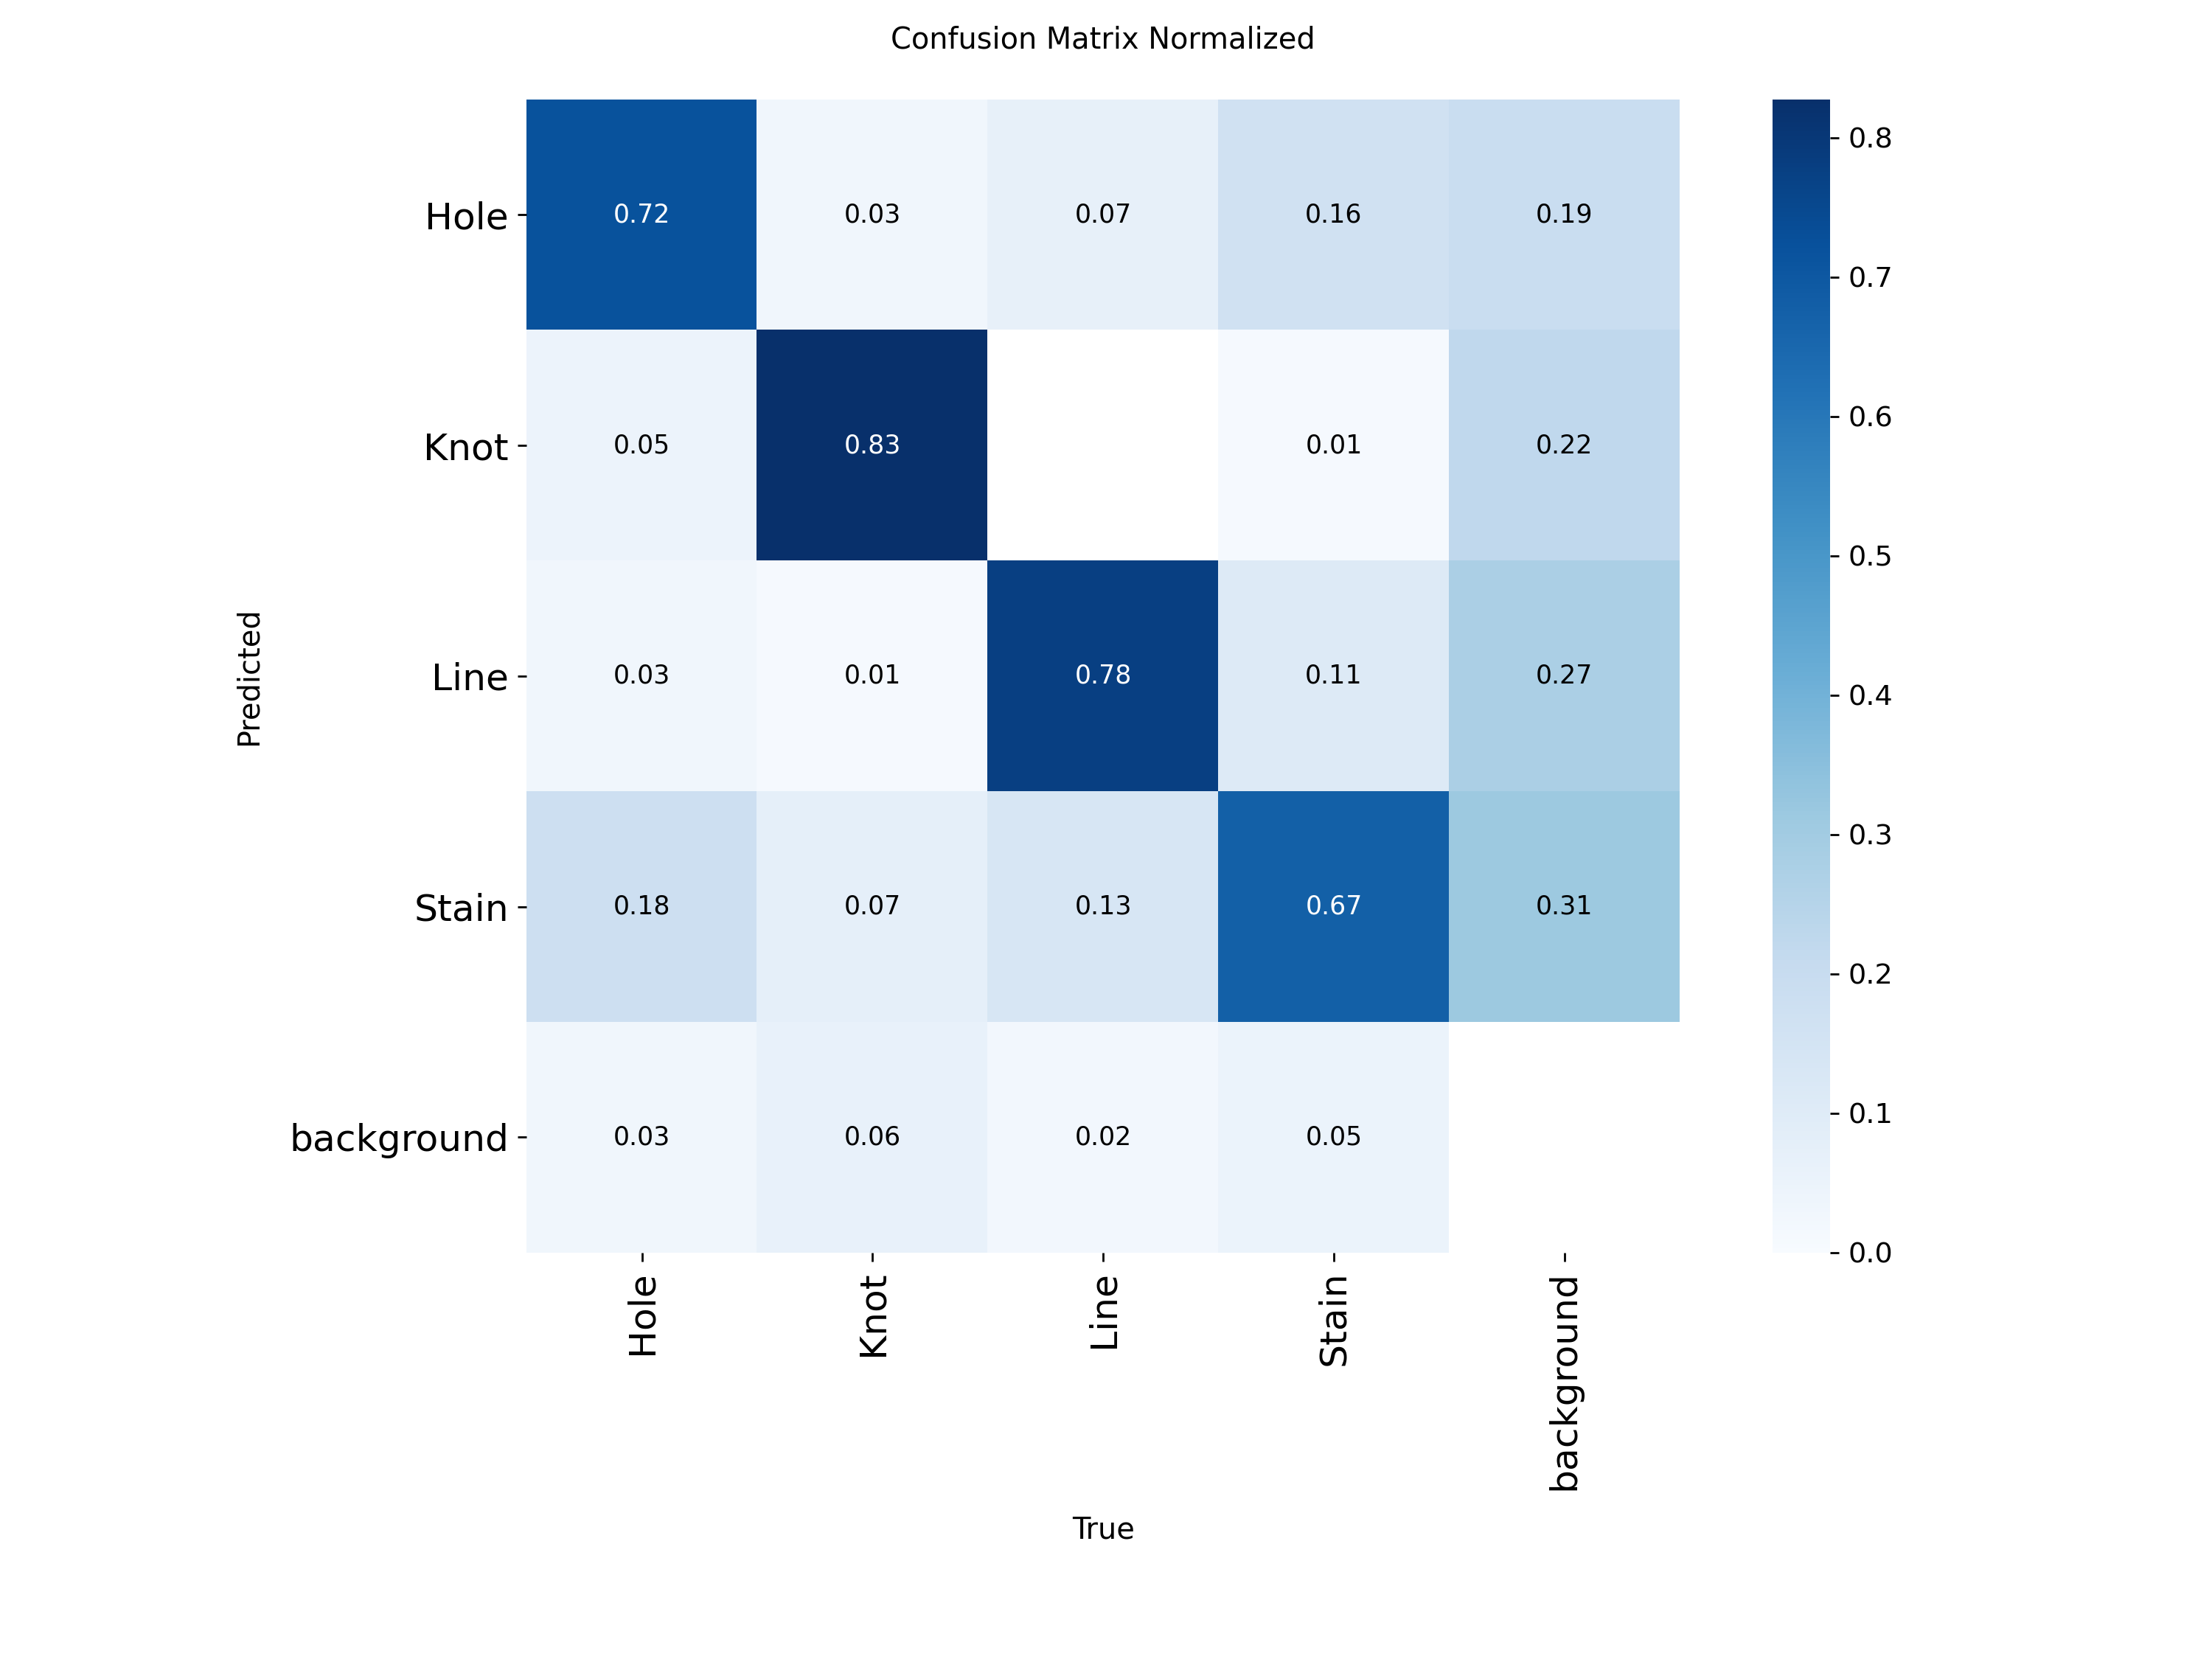 Confusion Matrix Normalized
Hole 0.72 0.03 0.07 0.16 0.19
Knot 0.05 0.83 0.01 0.22
Line 0.03 0.01 0.78 0.11 0.27
Stain 0.18 0.07 0.13 0.67 0.31
background 0.03 0.06 0.02 0.05
Predicted
Hole Knot Line Stain background
True
0.8
0.7
0.6
0.5
0.4
0.3
0.2
0.1
0.0